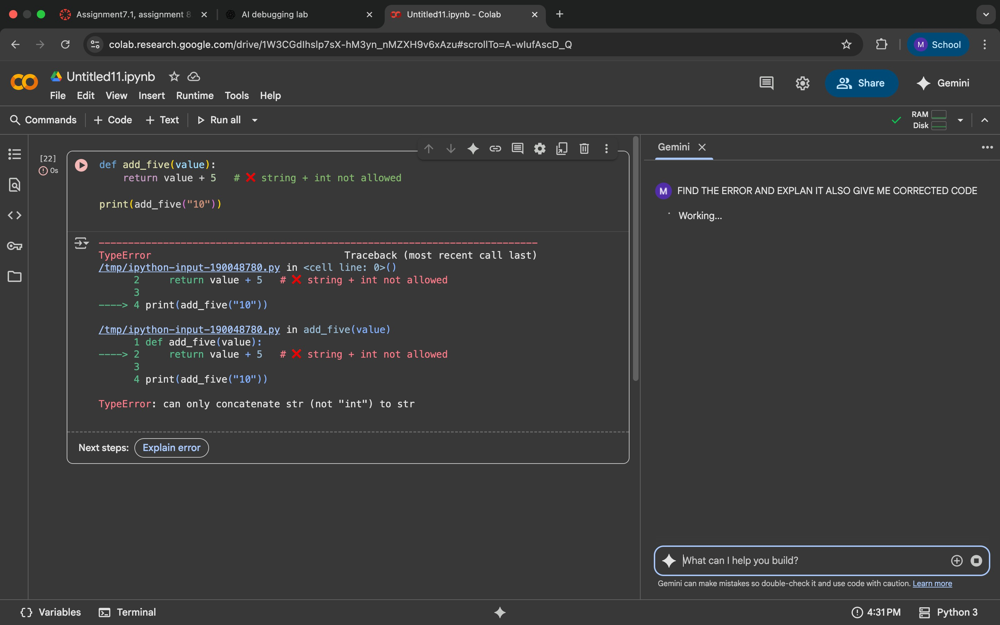 Assignment7.1, assignment 8
AI debugging lab
Untitled11.ipynb - Colab
colab.research.google.com/drive/1W3CGdIhslp7sX-hM3yn_nMZXH9v6xAzu#scrollTo=A-wlufAscD_Q
M School
Untitled11.ipynb
File Edit View Insert Runtime Tools Help
Share
Gemini
Commands + Code + Text Run all
RAM
Disk
[22]
0s
def add_five(value):
    return value + 5   # ❌ string + int not allowed
print(add_five("10"))
---------------------------------------------------------------------------
TypeError                                 Traceback (most recent call last)
/tmp/ipython-input-190048780.py in <cell line: 0>()
      2     return value + 5   # ❌ string + int not allowed
      3
----> 4 print(add_five("10"))
/tmp/ipython-input-190048780.py in add_five(value)
      1 def add_five(value):
----> 2     return value + 5   # ❌ string + int not allowed
      3
      4 print(add_five("10"))
TypeError: can only concatenate str (not "int") to str
Next steps: Explain error
Gemini
M FIND THE ERROR AND EXPLAN IT ALSO GIVE ME CORRECTED CODE
Working...
What can I help you build?
Gemini can make mistakes so double-check it and use code with caution. Learn more
{} Variables
Terminal
4:31 PM
Python 3